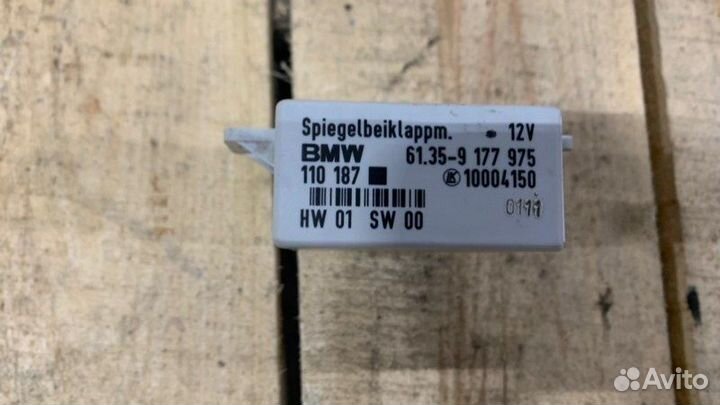 Spiegelbeiklappm. 12V
BMW 61.35-9 177 975
110 187 10004150
0111
HW 01 SW 00
Avito